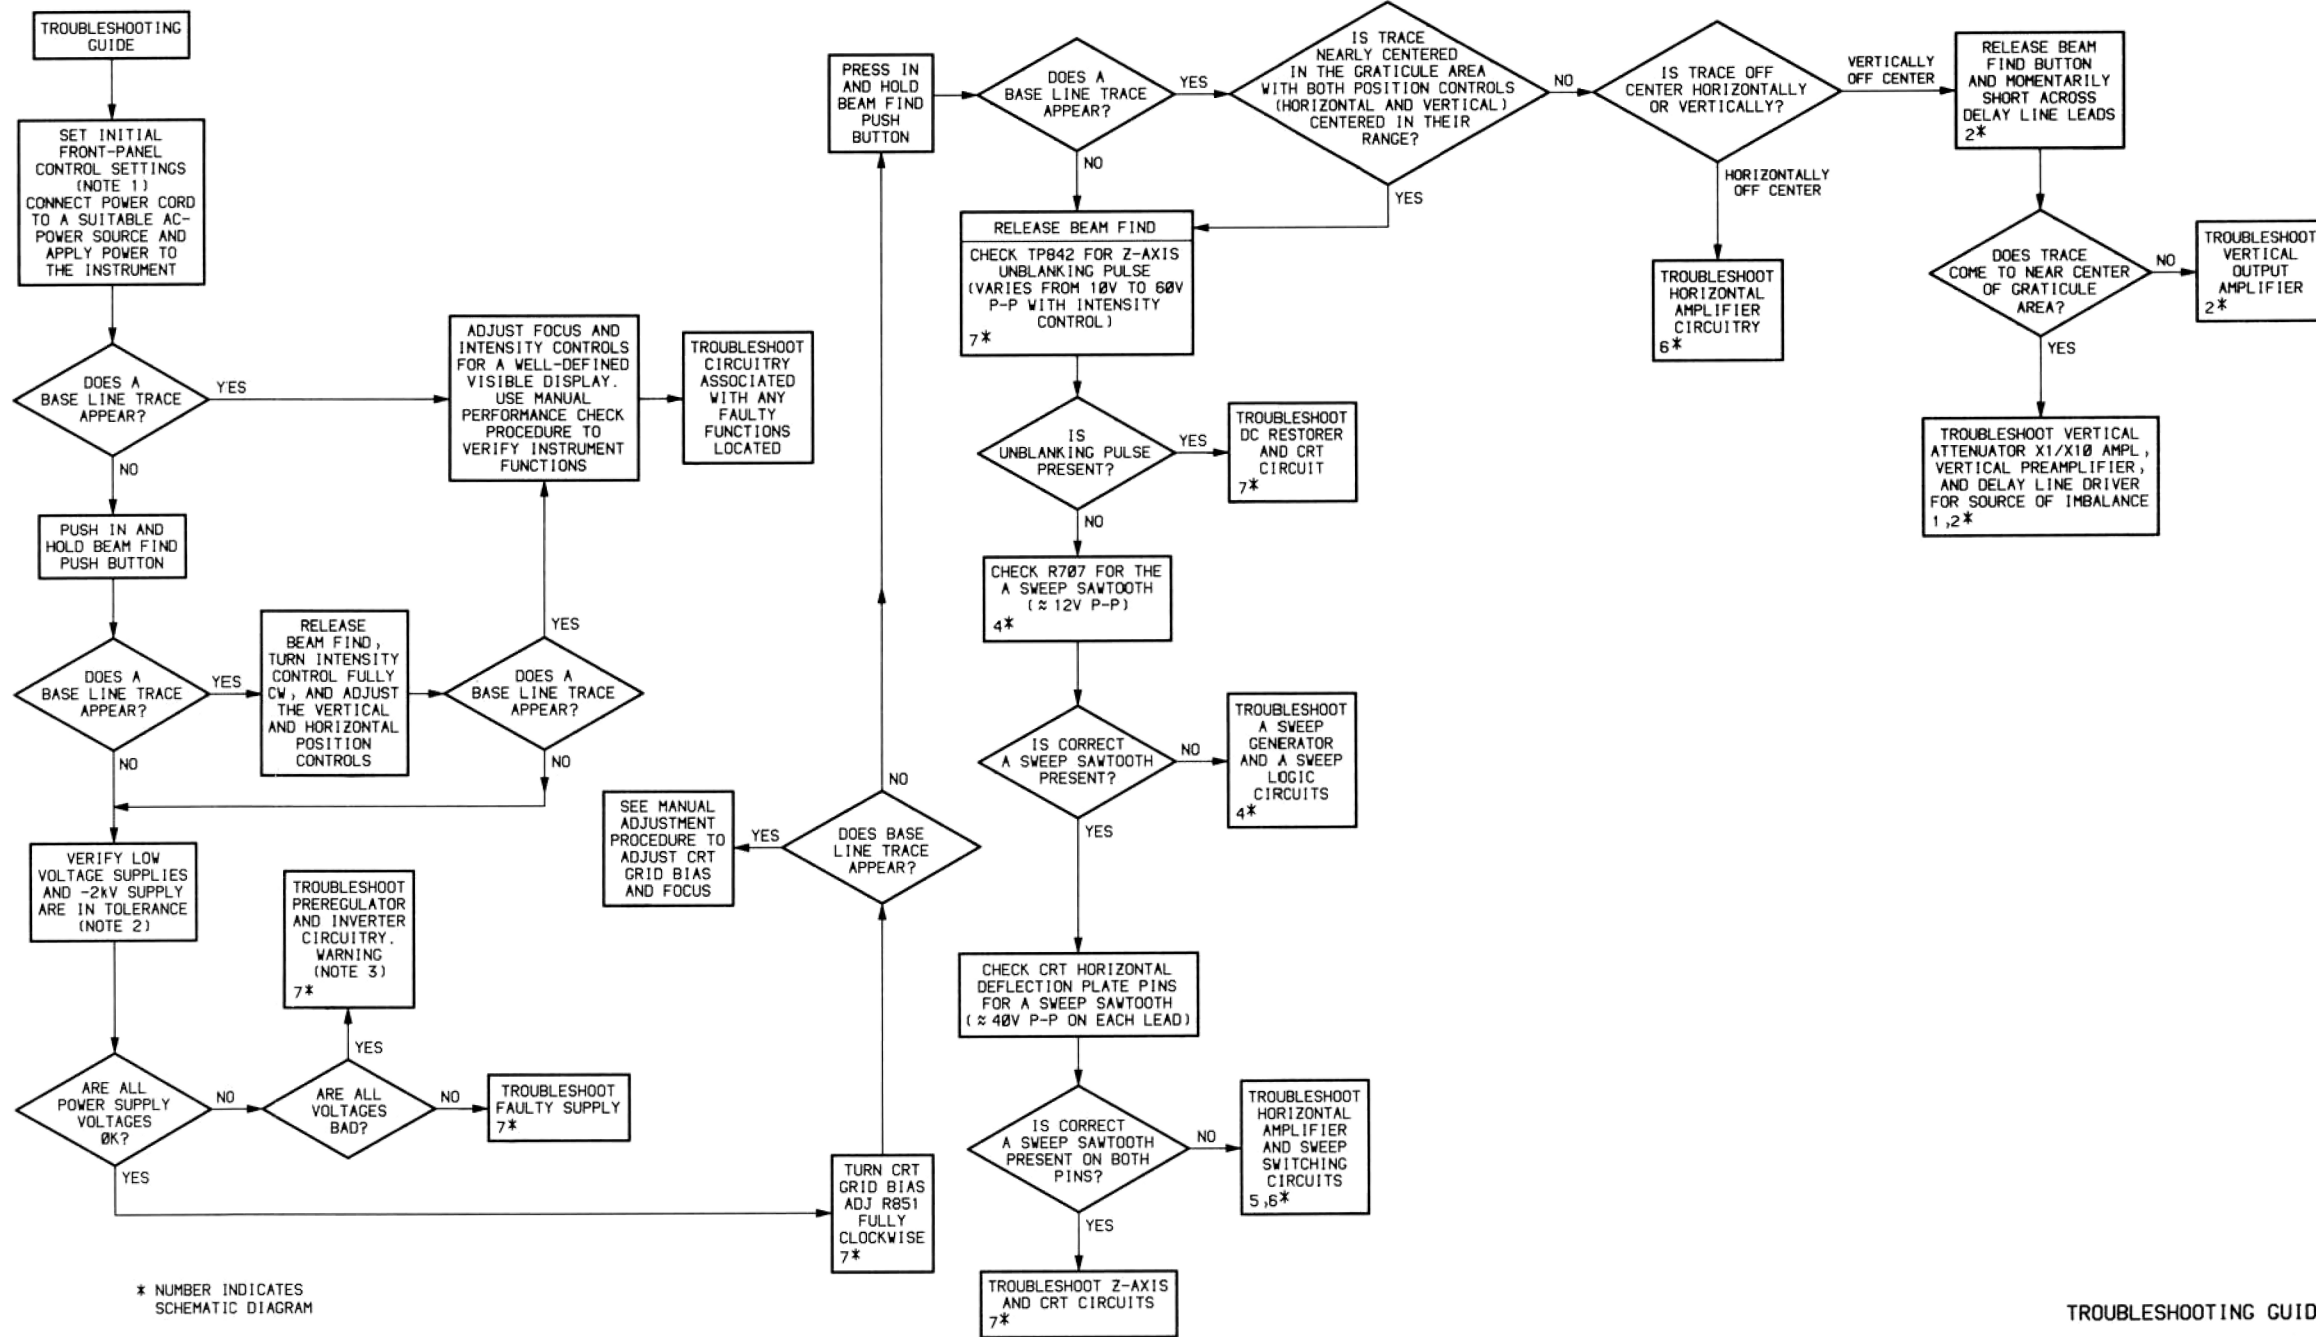 TROUBLESHOOTING
GUIDE
SET INITIAL
FRONT-PANEL
CONTROL SETTINGS
(NOTE 1)
CONNECT POWER CORD
TO A SUITABLE AC-
POWER SOURCE AND
APPLY POWER TO
THE INSTRUMENT
DOES A
BASE LINE TRACE
APPEAR?
YES
NO
ADJUST FOCUS AND
INTENSITY CONTROLS
FOR A WELL-DEFINED
VISIBLE DISPLAY.
USE MANUAL
PERFORMANCE CHECK
PROCEDURE TO
VERIFY INSTRUMENT
FUNCTIONS
TROUBLESHOOT
CIRCUITRY
ASSOCIATED
WITH ANY
FAULTY
FUNCTIONS
LOCATED
PUSH IN AND
HOLD BEAM FIND
PUSH BUTTON
DOES A
BASE LINE TRACE
APPEAR?
YES
NO
RELEASE
BEAM FIND,
TURN INTENSITY
CONTROL FULLY
CW, AND ADJUST
THE VERTICAL
AND HORIZONTAL
POSITION
CONTROLS
DOES A
BASE LINE TRACE
APPEAR?
YES
NO
VERIFY LOW
VOLTAGE SUPPLIES
AND -2kV SUPPLY
ARE IN TOLERANCE
(NOTE 2)
ARE ALL
POWER SUPPLY
VOLTAGES
0K?
NO
YES
ARE ALL
VOLTAGES
BAD?
YES
NO
TROUBLESHOOT
PREREGULATOR
AND INVERTER
CIRCUITRY.
WARNING
(NOTE 3)
7*
TROUBLESHOOT
FAULTY SUPPLY
7*
TURN CRT
GRID BIAS
ADJ R851
FULLY
CLOCKWISE
7*
DOES BASE
LINE TRACE
APPEAR?
YES
NO
SEE MANUAL
ADJUSTMENT
PROCEDURE TO
ADJUST CRT
GRID BIAS
AND FOCUS
PRESS IN
AND HOLD
BEAM FIND
PUSH
BUTTON
DOES A
BASE LINE TRACE
APPEAR?
YES
NO
IS TRACE
NEARLY CENTERED
IN THE GRATICULE AREA
WITH BOTH POSITION CONTROLS
(HORIZONTAL AND VERTICAL)
CENTERED IN THEIR
RANGE?
NO
YES
IS TRACE OFF
CENTER HORIZONTALLY
OR VERTICALLY?
VERTICALLY
OFF CENTER
HORIZONTALLY
OFF CENTER
RELEASE BEAM
FIND BUTTON
AND MOMENTARILY
SHORT ACROSS
DELAY LINE LEADS
2*
TROUBLESHOOT
HORIZONTAL
AMPLIFIER
CIRCUITRY
6*
DOES TRACE
COME TO NEAR CENTER
OF GRATICULE
AREA?
NO
YES
TROUBLESHOOT
VERTICAL
OUTPUT
AMPLIFIER
2*
TROUBLESHOOT VERTICAL
ATTENUATOR X1/X10 AMPL,
VERTICAL PREAMPLIFIER,
AND DELAY LINE DRIVER
FOR SOURCE OF IMBALANCE
1,2*
RELEASE BEAM FIND
CHECK TP842 FOR Z-AXIS
UNBLANKING PULSE
(VARIES FROM 10V TO 60V
P-P WITH INTENSITY
CONTROL)
7*
IS
UNBLANKING PULSE
PRESENT?
YES
NO
TROUBLESHOOT
DC RESTORER
AND CRT
CIRCUIT
7*
CHECK R707 FOR THE
A SWEEP SAWTOOTH
(≈12V P-P)
4*
IS CORRECT
A SWEEP SAWTOOTH
PRESENT?
NO
YES
TROUBLESHOOT
A SWEEP
GENERATOR
AND A SWEEP
LOGIC
CIRCUITS
4*
CHECK CRT HORIZONTAL
DEFLECTION PLATE PINS
FOR A SWEEP SAWTOOTH
(≈40V P-P ON EACH LEAD)
IS CORRECT
A SWEEP SAWTOOTH
PRESENT ON BOTH
PINS?
NO
YES
TROUBLESHOOT
HORIZONTAL
AMPLIFIER
AND SWEEP
SWITCHING
CIRCUITS
5,6*
TROUBLESHOOT Z-AXIS
AND CRT CIRCUITS
7*
* NUMBER INDICATES
SCHEMATIC DIAGRAM
TROUBLESHOOTING GUID